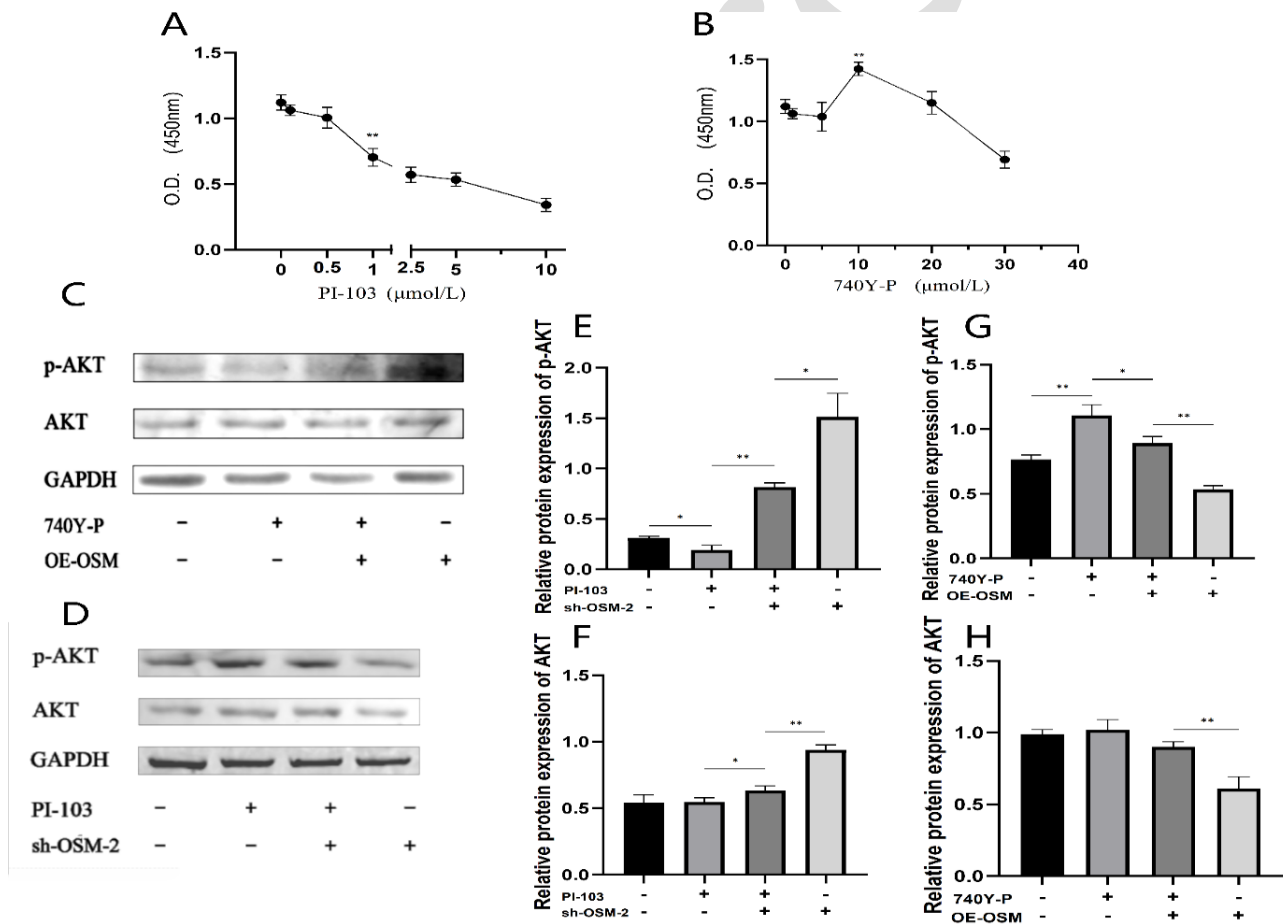 A
1.5
1.0
0.5
0.0
O.D. (450nm)
**
0 0.5 1 2.5 5 10
PI-103 (μmol/L)
B
1.5
1.0
0.5
0.0
O.D. (450nm)
**
0 10 20 30 40
740Y-P (μmol/L)
C
p-AKT
AKT
GAPDH
740Y-P - + + -
OE-OSM - - + +
D
p-AKT
AKT
GAPDH
PI-103 - + + -
sh-OSM-2 - - + +
E
Relative protein expression of p-AKT
2.0
1.5
1.0
0.5
0.0
* ** *
PI-103 - + + -
sh-OSM-2 - - + +
F
Relative protein expression of AKT
1.5
1.0
0.5
0.0
* **
PI-103 - + + -
sh-OSM-2 - - + +
G
Relative protein expression of p-AKT
1.5
1.0
0.5
0.0
** * **
740Y-P - + + -
OE-OSM - - + +
H
Relative protein expression of AKT
1.5
1.0
0.5
0.0
**
740Y-P - + + -
OE-OSM - - + +